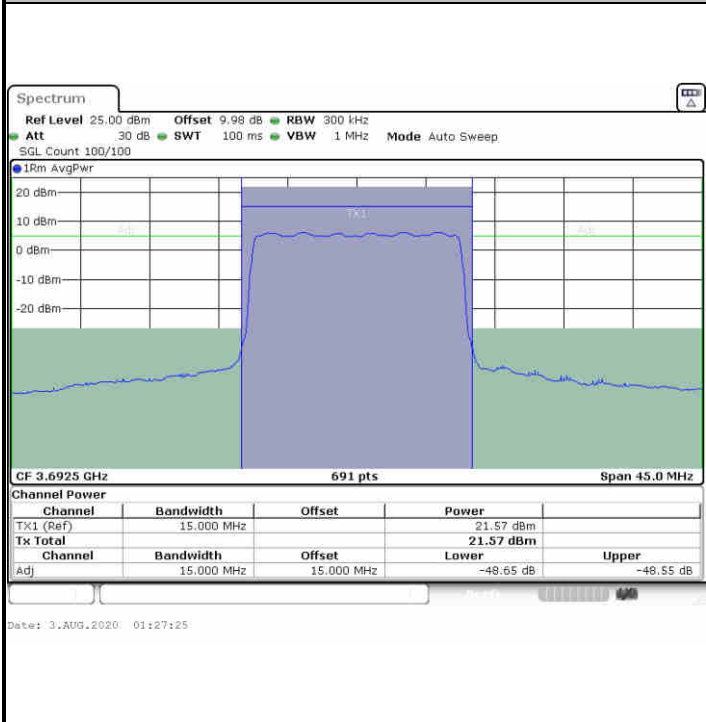 Spectrum
Ref Level 25.00 dBm Offset 9.98 dB RBW 300 kHz
Att 30 dB SWT 100 ms VBW 1 MHz Mode Auto Sweep
SGL Count 100/100
1Rm AvgPwr
20 dBm
TX1
10 dBm
Adj Adj
0 dBm
-10 dBm
-20 dBm
CF 3.6925 GHz 691 pts Span 45.0 MHz
Channel Power
Channel Bandwidth Offset Power
TX1 (Ref) 15.000 MHz 21.57 dBm
Tx Total 21.57 dBm
Channel Bandwidth Offset Lower Upper
Adj 15.000 MHz 15.000 MHz -48.65 dB -48.55 dB
Date: 3.AUG.2020 01:27:25